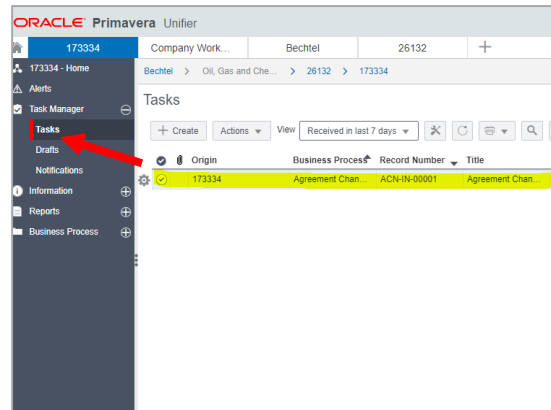 ORACLE Primavera Unifier
173334 Company Work... Bechtel 26132
173334 - Home
Bechtel > Oil, Gas and Che... > 26132 > 173334
Alerts
Task Manager
Tasks
Drafts
Notifications
Information
Reports
Business Process
Tasks
+ Create Actions View Received in last 7 days
Origin Business Process Record Number Title
173334 Agreement Chan... ACN-IN-00001 Agreement Chan...